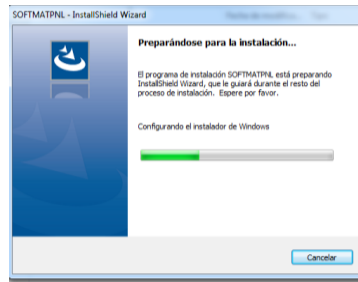 SOFTMATPNL - InstallShield Wizard
Preparándose para la instalación...
El programa de instalación SOFTMATPNL está preparando
InstallShield Wizard, que le guiará durante el resto del
proceso de instalación. Espere por favor.
Configurando el instalador de Windows
Cancelar